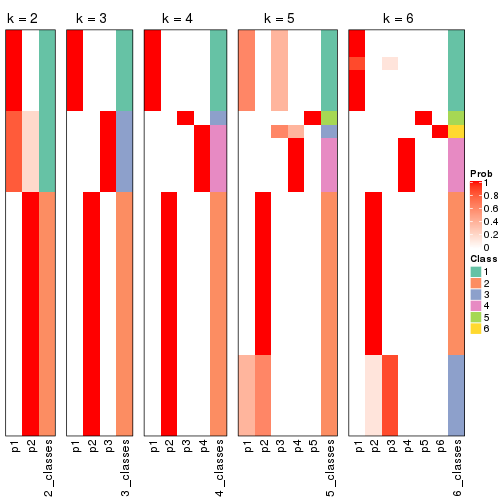 k = 2
k = 3
k = 4
k = 5
k = 6
Prob
1
0.8
0.6
0.4
0.2
0
Class
1
2
3
4
5
6
p1
p2
2_classes
p1
p2
p3
3_classes
p1
p2
p3
p4
4_classes
p1
p2
p3
p4
p5
5_classes
p1
p2
p3
p4
p5
p6
6_classes